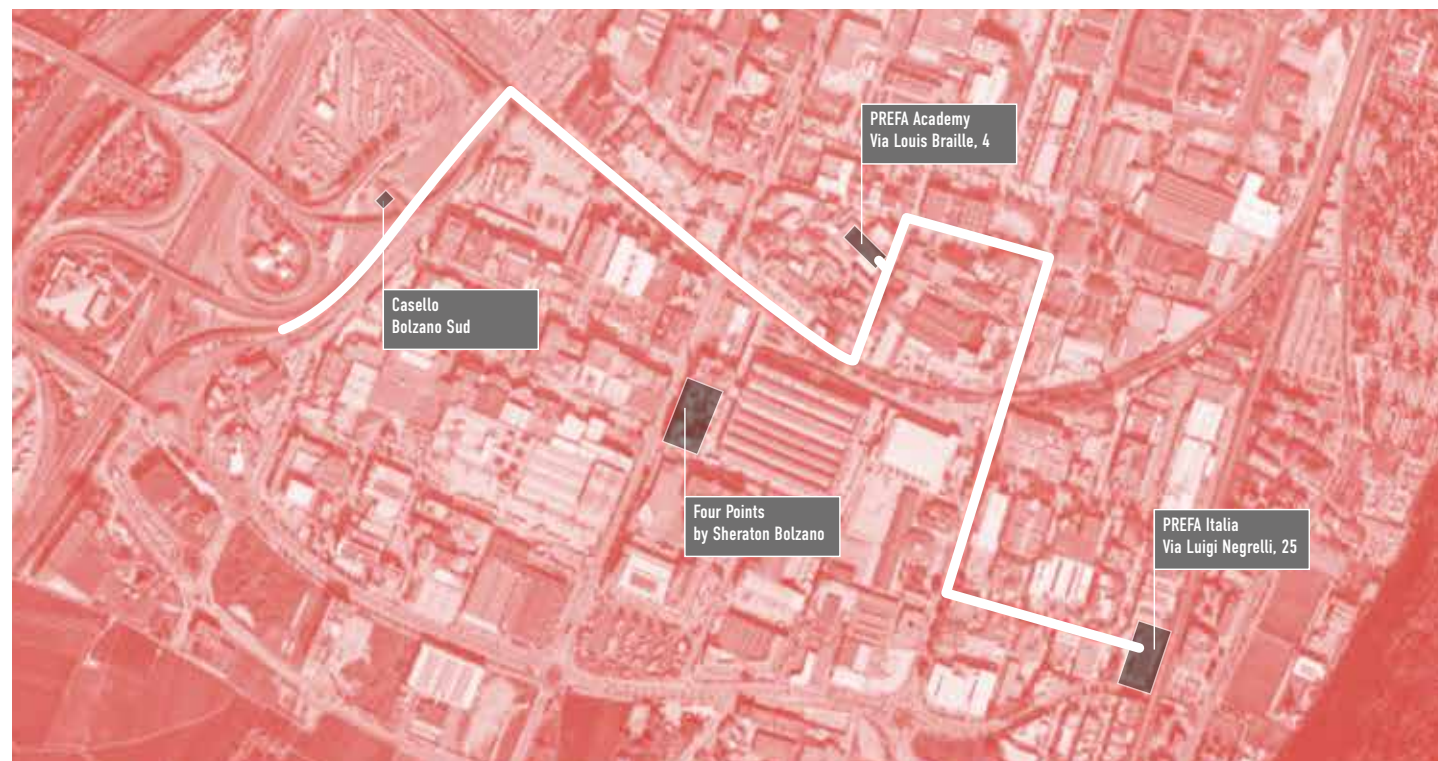 PREFA Academy
Via Louis Braille, 4
Casello
Bolzano Sud
Four Points
by Sheraton Bolzano
PREFA Italia
Via Luigi Negrelli, 25